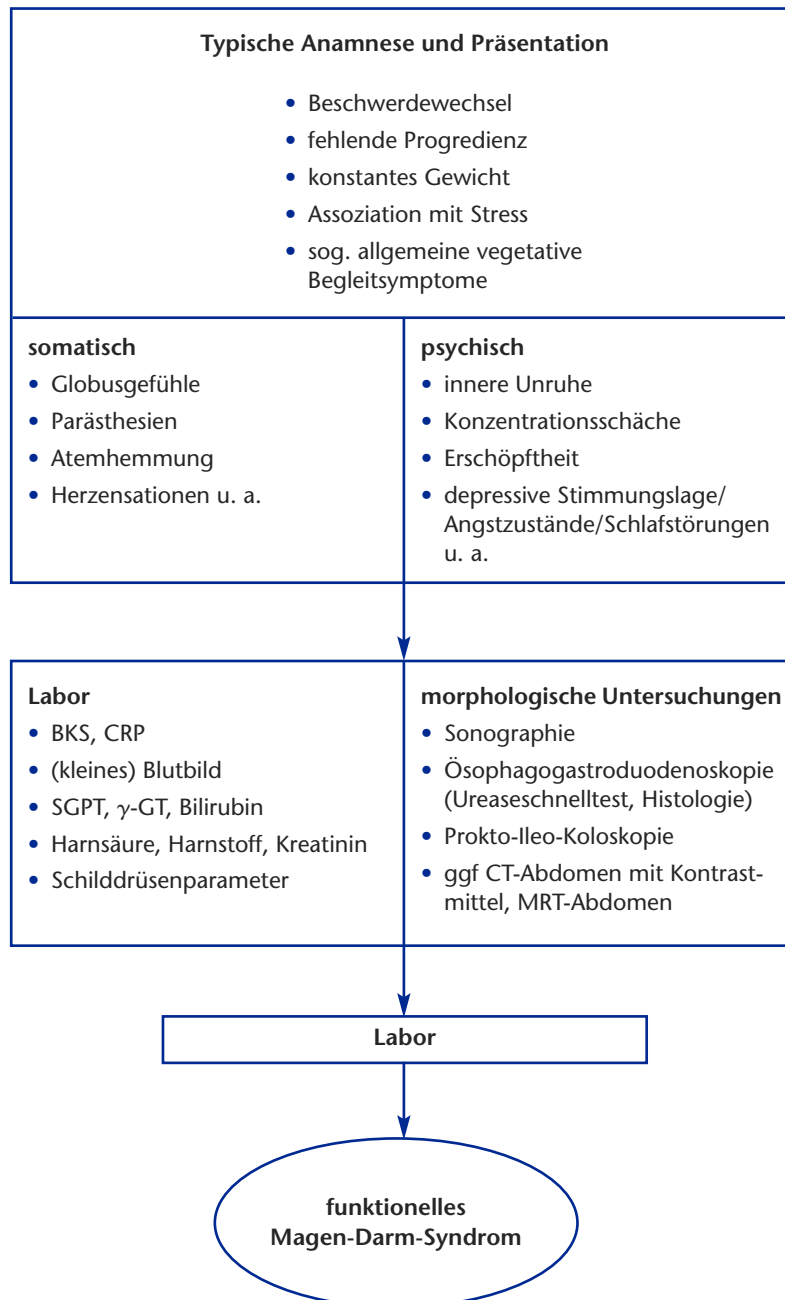 Typische Anamnese und Präsentation
• Beschwerdewechsel
• fehlende Progredienz
• konstantes Gewicht
• Assoziation mit Stress
• sog. allgemeine vegetative
Begleitsymptome
somatisch
• Globusgefühle
• Parästhesien
• Atemhemmung
• Herzensationen u. a.
psychisch
• innere Unruhe
• Konzentrationsschäche
• Erschöpftheit
• depressive Stimmungslage/
Angstzustände/Schlafstörungen
u. a.
Labor
• BKS, CRP
• (kleines) Blutbild
• SGPT, γ-GT, Bilirubin
• Harnsäure, Harnstoff, Kreatinin
• Schilddrüsenparameter
morphologische Untersuchungen
• Sonographie
• Ösophagogastroduodenoskopie
(Ureaseschnelltest, Histologie)
• Prokto-Ileo-Koloskopie
• ggf CT-Abdomen mit Kontrast-
mittel, MRT-Abdomen
Labor
funktionelles
Magen-Darm-Syndrom